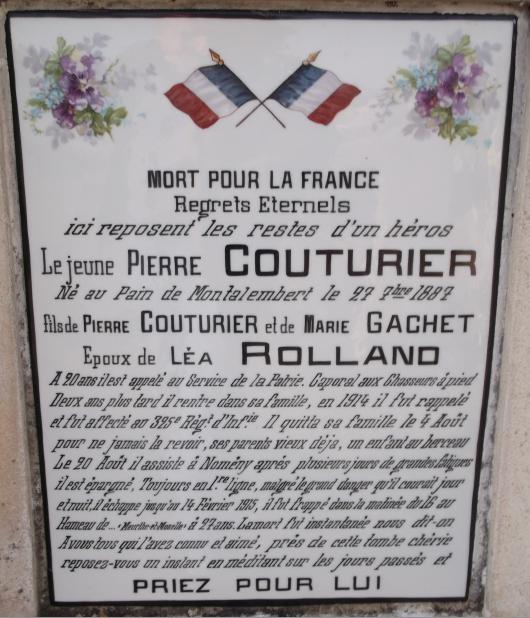 MORT POUR LA FRANCE
Regrets Eternels
ici reposent les restes d'un héros
Le jeune PIERRE COUTURIER
Né au Pain de Montalembert le 27 7bre 1887
fils de PIERRE COUTURIER et de MARIE GACHET
Epoux de LÉA ROLLAND
A 20 ans il est appelé au Service de la Patrie. Caporal aux Chasseurs à pied
Deux ans plus tard il rentre dans sa famille, en 1914 il fut rappelé
et fut affecté au 325e Régt d'Infie Il quitta sa famille le 4 Août
pour ne jamais la revoir, ses parents vieux déja, un enfant au berceau
Le 20 Août il assiste à Nomény après plusieurs jours de grandes fatigues
il est épargné. Toujours en 1re ligne, malgré le grand danger qu'il courait jour
et nuit, il échappe jusqu'au 14 Février 1915, il fut frappé dans la matinée du 16 au
Hameau de... (Meurthe-et-Moselle) à 27 ans. La mort fut instantanée nous dit-on
A vous tous qui l'avez connu et aimé, près de cette tombe chérie
reposez-vous un instant en méditant sur les jours passés et
PRIEZ POUR LUI